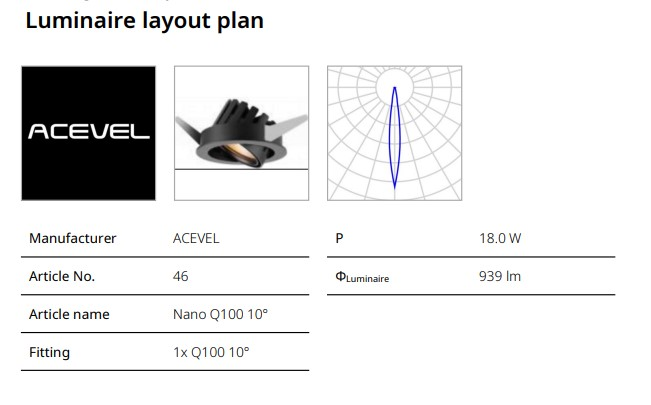 Luminaire layout plan
ACEVEL
Manufacturer ACEVEL
Article No. 46
Article name Nano Q100 10°
Fitting 1x Q100 10°
P 18.0 W
ΦLuminaire 939 lm